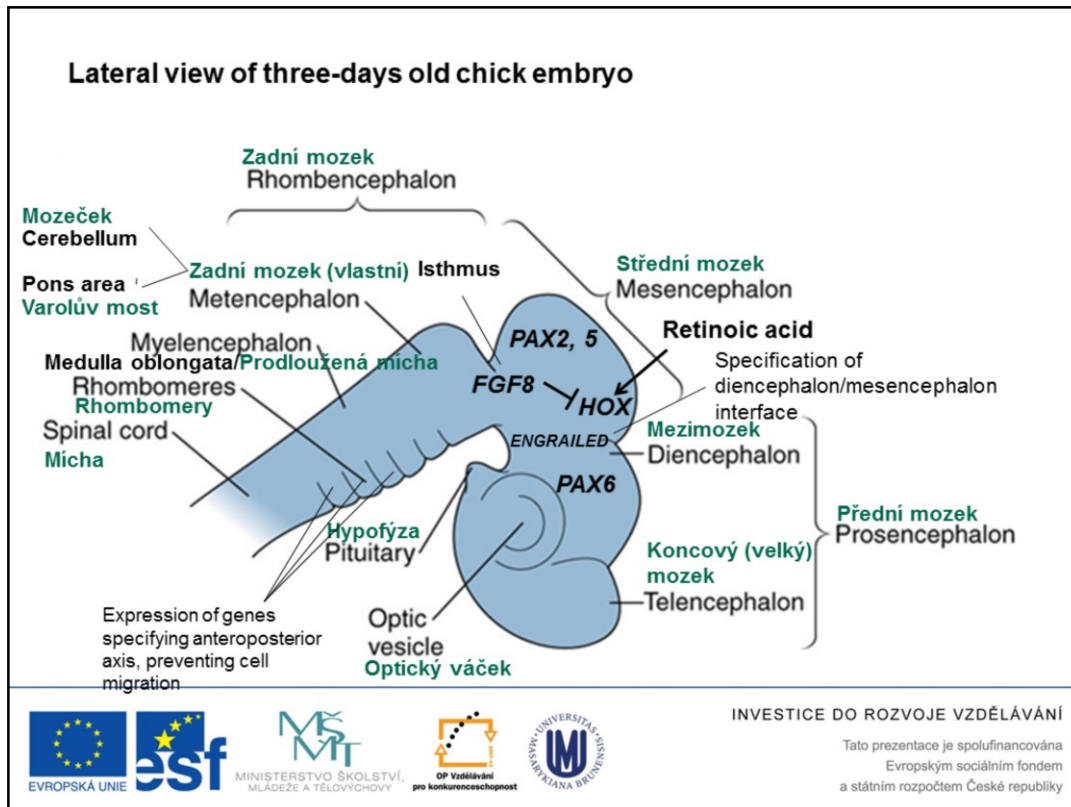 Lateral view of three-days old chick embryo
Zadní mozek
Rhombencephalon
Mozeček
Cerebellum
Pons area
Varolův most
Zadní mozek (vlastní)
Metencephalon
Isthmus
Střední mozek
Mesencephalon
Myelencephalon
Medulla oblongata/Prodloužená mícha
Rhombomeres
Rhombomery
Spinal cord
Mícha
PAX2, 5
FGF8
HOX
ENGRAILED
PAX6
Retinoic acid
Specification of
diencephalon/mesencephalon
interface
Mezimozek
Diencephalon
Přední mozek
Prosencephalon
Hypofýza
Pituitary
Koncový (velký)
mozek
Telencephalon
Expression of genes
specifying anteroposterior
axis, preventing cell
migration
Optic
vesicle
Optický váček
EVROPSKÁ UNIE
esf
MŠMT
MINISTERSTVO ŠKOLSTVÍ,
MLÁDEŽE A TĚLOVÝCHOVY
OP Vzdělávání
pro konkurenceschopnost
UNIVERSITAS MASARYKIANA BRUNENSIS
INVESTICE DO ROZVOJE VZDĚLÁVÁNÍ
Tato prezentace je spolufinancována
Evropským sociálním fondem
a státním rozpočtem České republiky